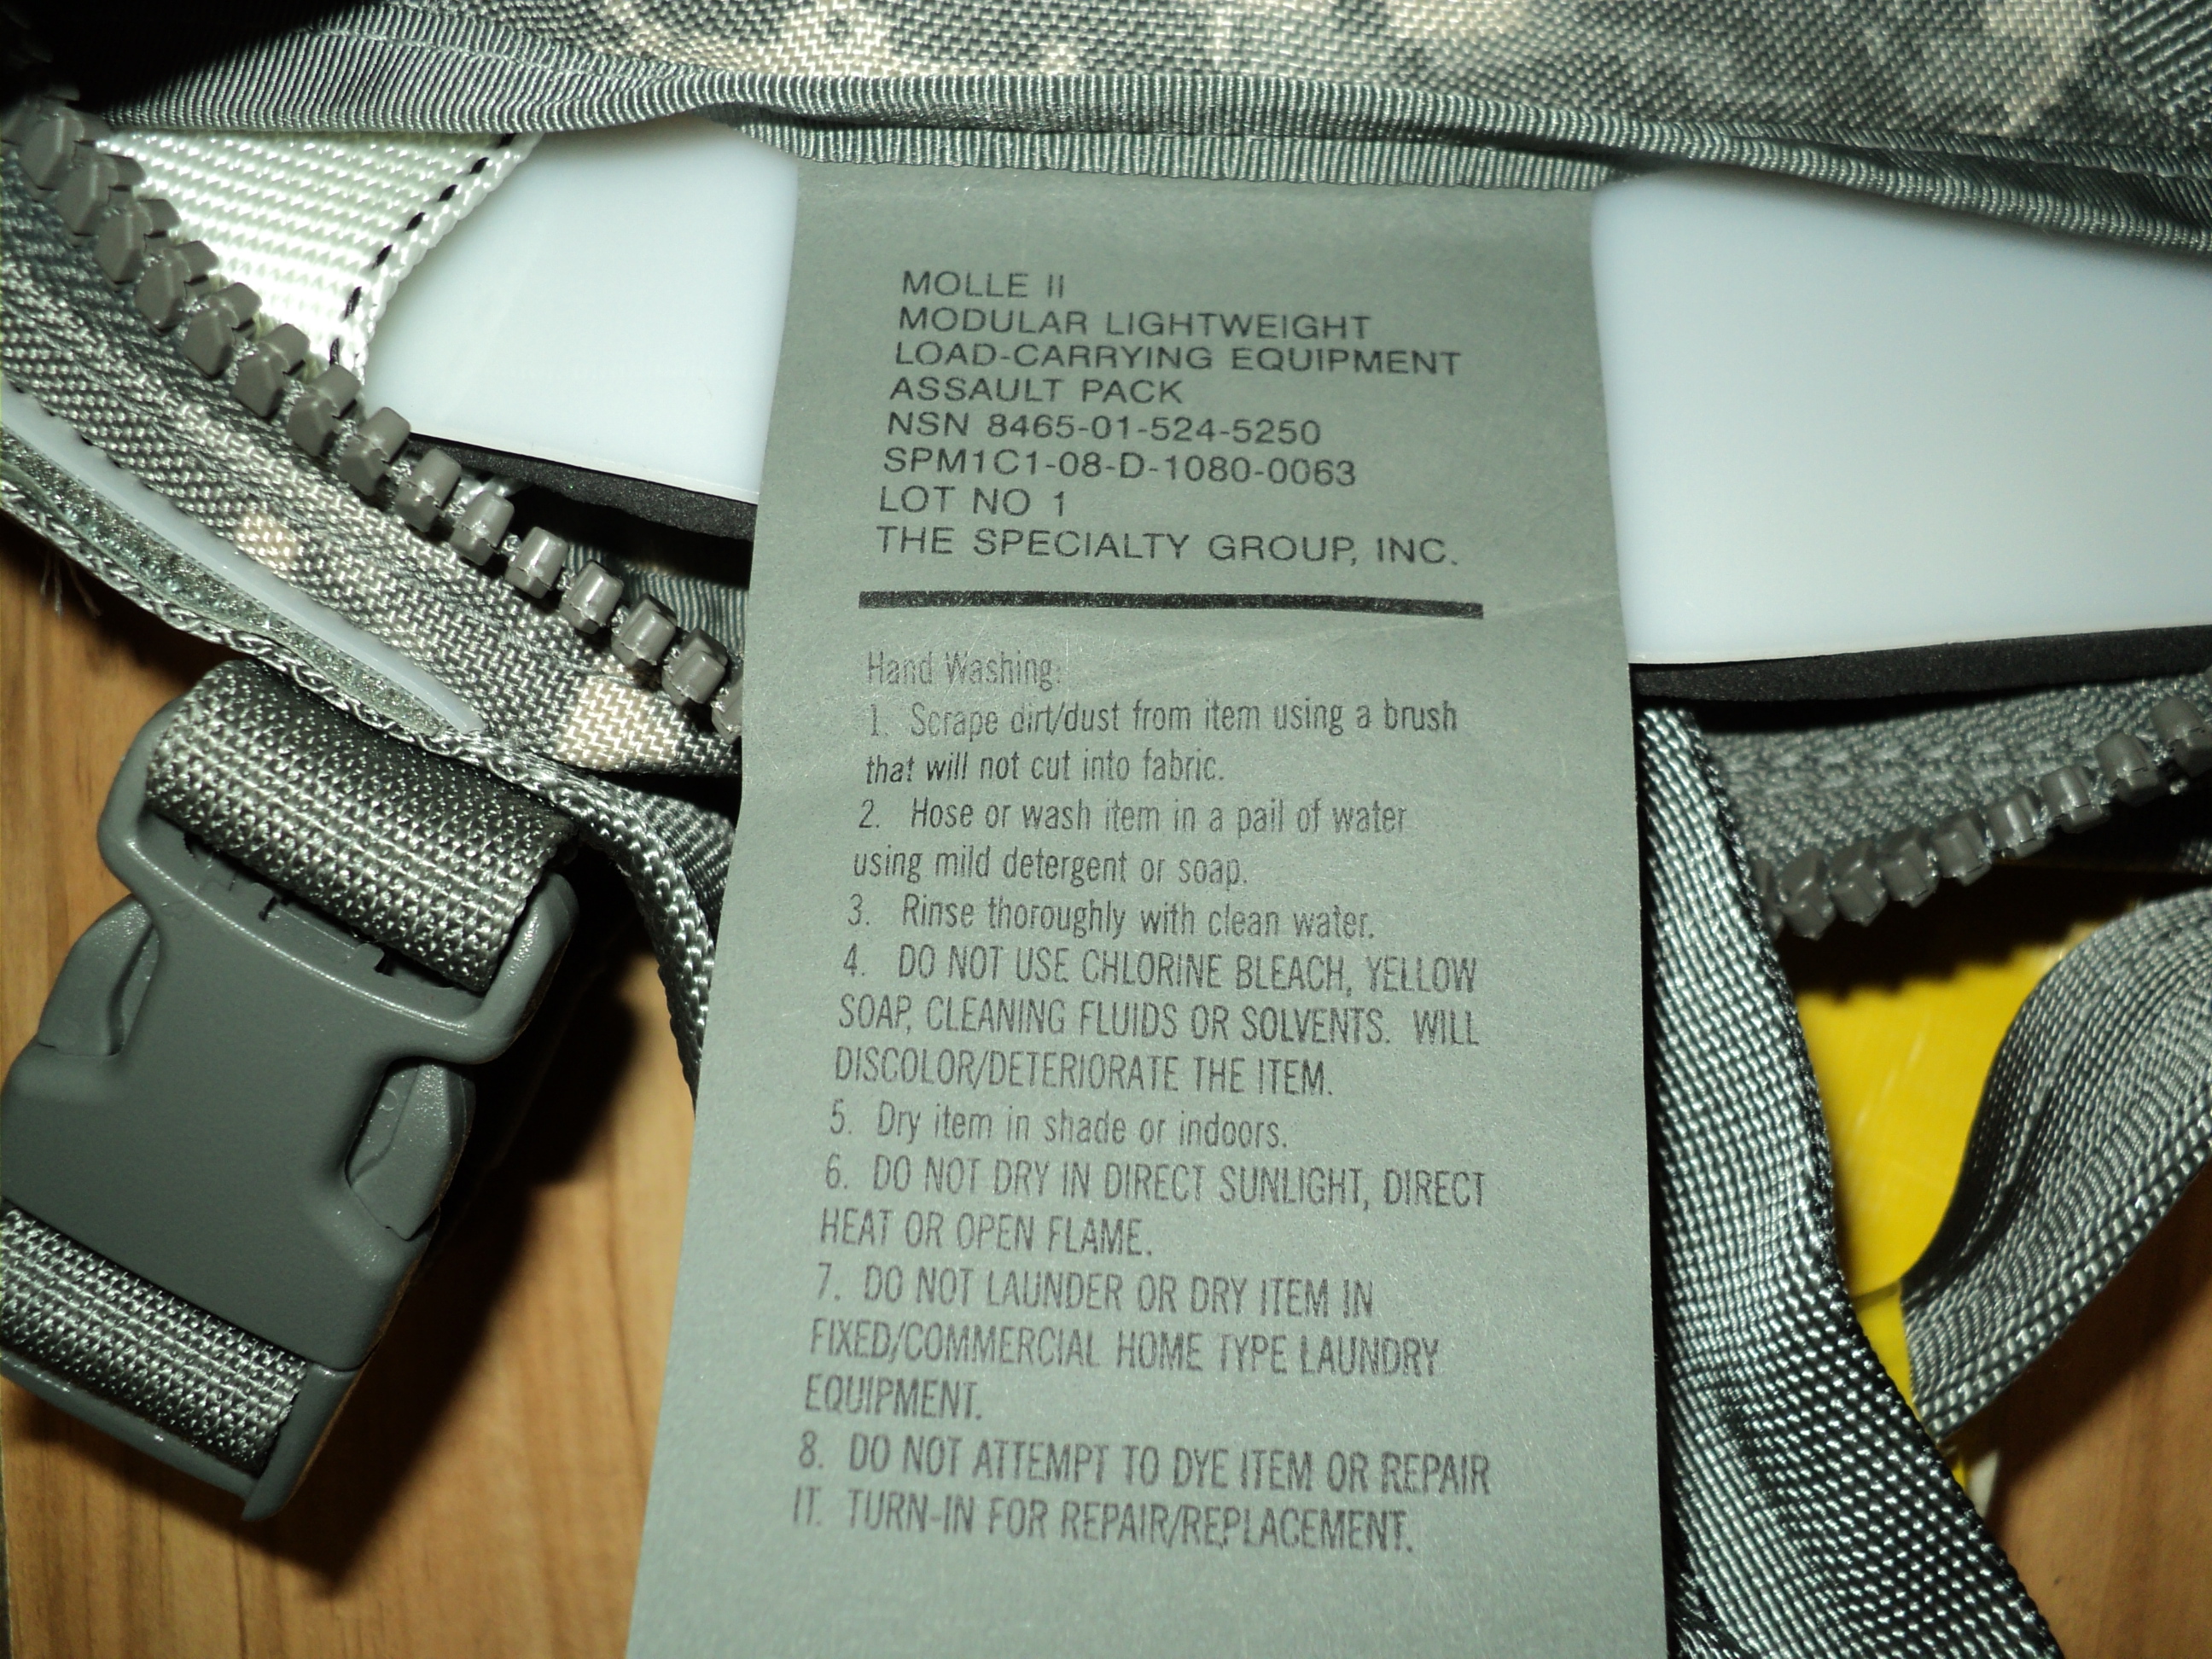 MOLLE II
MODULAR LIGHTWEIGHT
LOAD-CARRYING EQUIPMENT
ASSAULT PACK
NSN 8465-01-524-5250
SPM1C1-08-D-1080-0063
LOT NO 1
THE SPECIALTY GROUP, INC.
Hand Washing:
1. Scrape dirt/dust from item using a brush
that will not cut into fabric.
2. Hose or wash item in a pail of water
using mild detergent or soap.
3. Rinse thoroughly with clean water.
4. DO NOT USE CHLORINE BLEACH, YELLOW
SOAP, CLEANING FLUIDS OR SOLVENTS. WILL
DISCOLOR/DETERIORATE THE ITEM.
5. Dry item in shade or indoors.
6. DO NOT DRY IN DIRECT SUNLIGHT, DIRECT
HEAT OR OPEN FLAME.
7. DO NOT LAUNDER OR DRY ITEM IN
FIXED/COMMERCIAL HOME TYPE LAUNDRY
EQUIPMENT.
8. DO NOT ATTEMPT TO DYE ITEM OR REPAIR
IT. TURN-IN FOR REPAIR/REPLACEMENT.